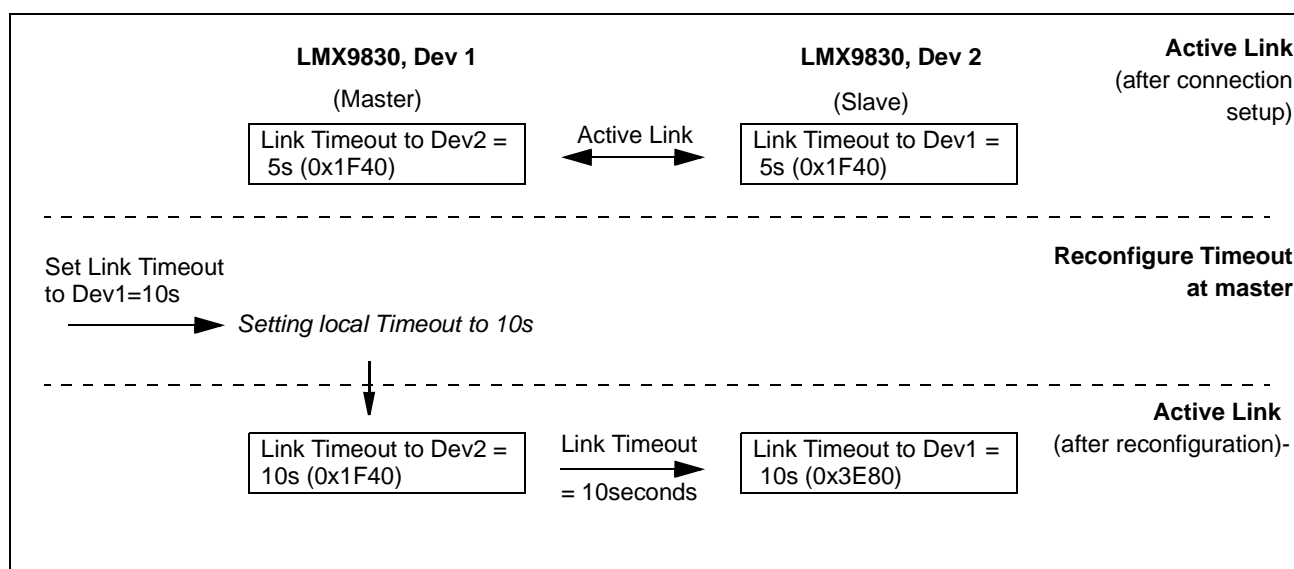 LMX9830, Dev 1
(Master)
LMX9830, Dev 2
(Slave)
Active Link
(after connection
setup)
Link Timeout to Dev2 =
5s (0x1F40)
Active Link
Link Timeout to Dev1 =
5s (0x1F40)
Set Link Timeout
to Dev1=10s
Setting local Timeout to 10s
Reconfigure Timeout
at master
Link Timeout to Dev2 =
10s (0x1F40)
Link Timeout
= 10seconds
Link Timeout to Dev1 =
10s (0x3E80)
Active Link
(after reconfiguration)-